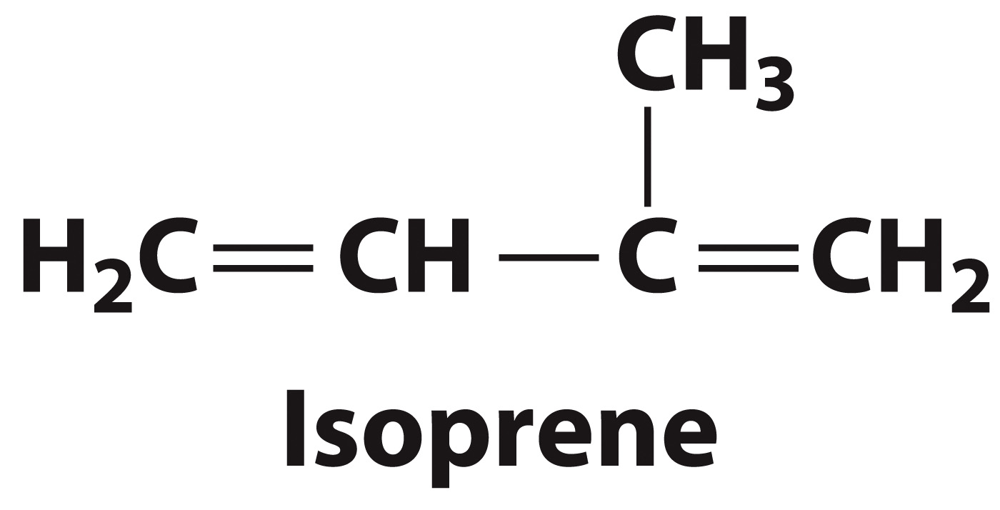 CH₃
H₂C=CH—C=CH₂
Isoprene